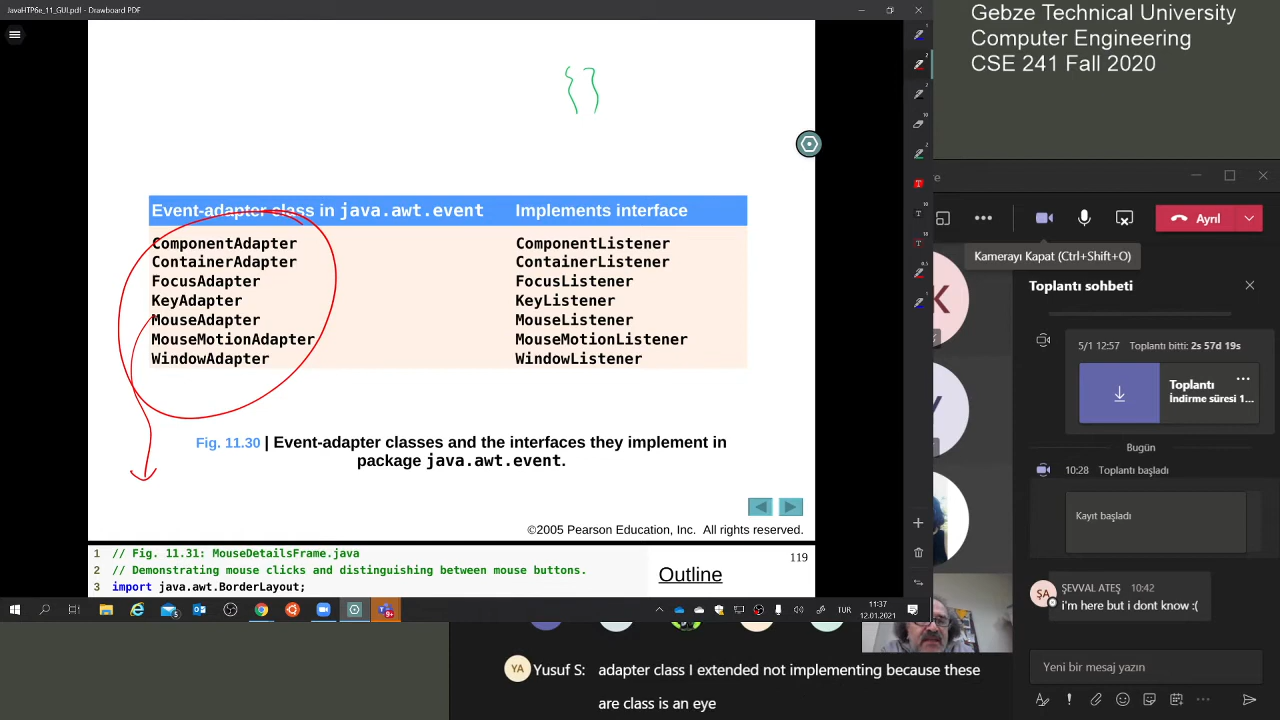 JavaHTP6e_11_GUI.pdf - Drawboard PDF
Gebze Technical University
Computer Engineering
CSE 241 Fall 2020
Event-adapter class in java.awt.event Implements interface
ComponentAdapter ComponentListener
ContainerAdapter ContainerListener
FocusAdapter FocusListener
KeyAdapter KeyListener
MouseAdapter MouseListener
MouseMotionAdapter MouseMotionListener
WindowAdapter WindowListener
Fig. 11.30 | Event-adapter classes and the interfaces they implement in
package java.awt.event.
©2005 Pearson Education, Inc. All rights reserved.
1 // Fig. 11.31: MouseDetailsFrame.java
2 // Demonstrating mouse clicks and distinguishing between mouse buttons.
3 import java.awt.BorderLayout;
119
Outline
Ayrıl
Kamerayı Kapat (Ctrl+Shift+O)
K
Toplantı sohbeti
5/1 12:57 Toplantı bitti: 2s 57d 19s
Toplantı
İndirme süresi 1...
Bugün
10:28 Toplantı başladı
Kayıt başladı
ŞA
ŞEVVAL ATEŞ 10:42
i'm here but i dont know :(
Yeni bir mesaj yazın
TUR
11:37
12.01.2021
YA Yusuf S: adapter class I extended not implementing because these
are class is an eye